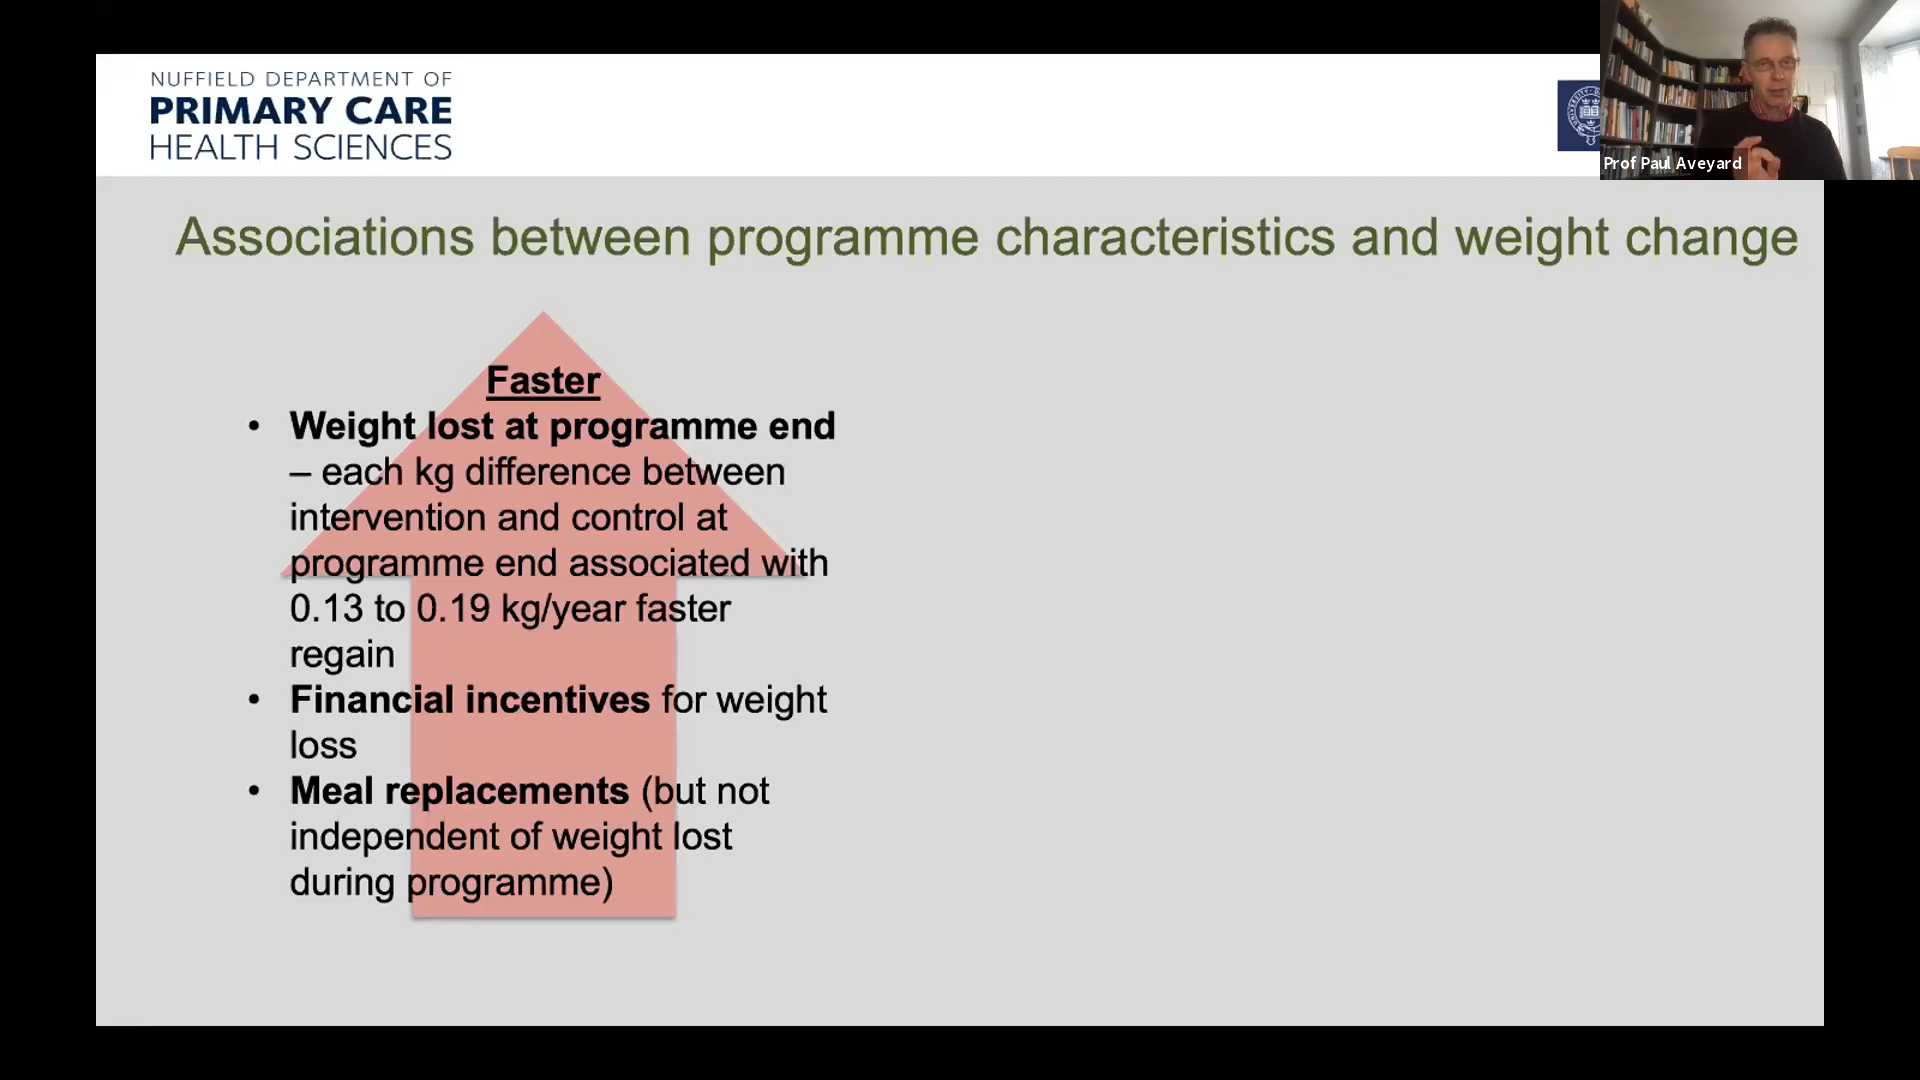 NUFFIELD DEPARTMENT OF
PRIMARY CARE
HEALTH SCIENCES
Prof Paul Aveyard
Associations between programme characteristics and weight change
Faster
• Weight lost at programme end
– each kg difference between
intervention and control at
programme end associated with
0.13 to 0.19 kg/year faster
regain
• Financial incentives for weight
loss
• Meal replacements (but not
independent of weight lost
during programme)